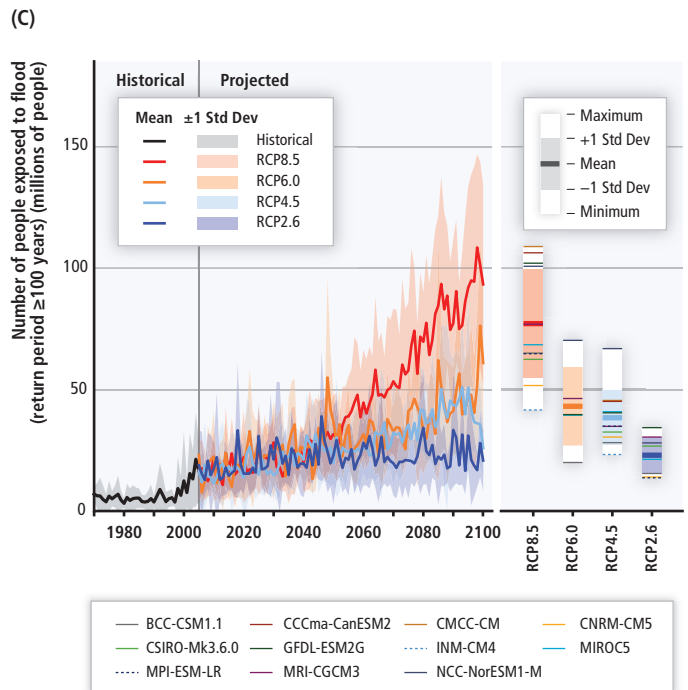 (C)
Number of people exposed to flood
(return period ≥100 years) (millions of people)
Historical Projected
Mean ±1 Std Dev
Historical
RCP8.5
RCP6.0
RCP4.5
RCP2.6
150
100
50
0
1980 2000 2020 2040 2060 2080 2100
Maximum
+1 Std Dev
Mean
−1 Std Dev
Minimum
RCP8.5
RCP6.0
RCP4.5
RCP2.6
BCC-CSM1.1 CCCma-CanESM2 CMCC-CM CNRM-CM5
CSIRO-Mk3.6.0 GFDL-ESM2G INM-CM4 MIROC5
MPI-ESM-LR MRI-CGCM3 NCC-NorESM1-M